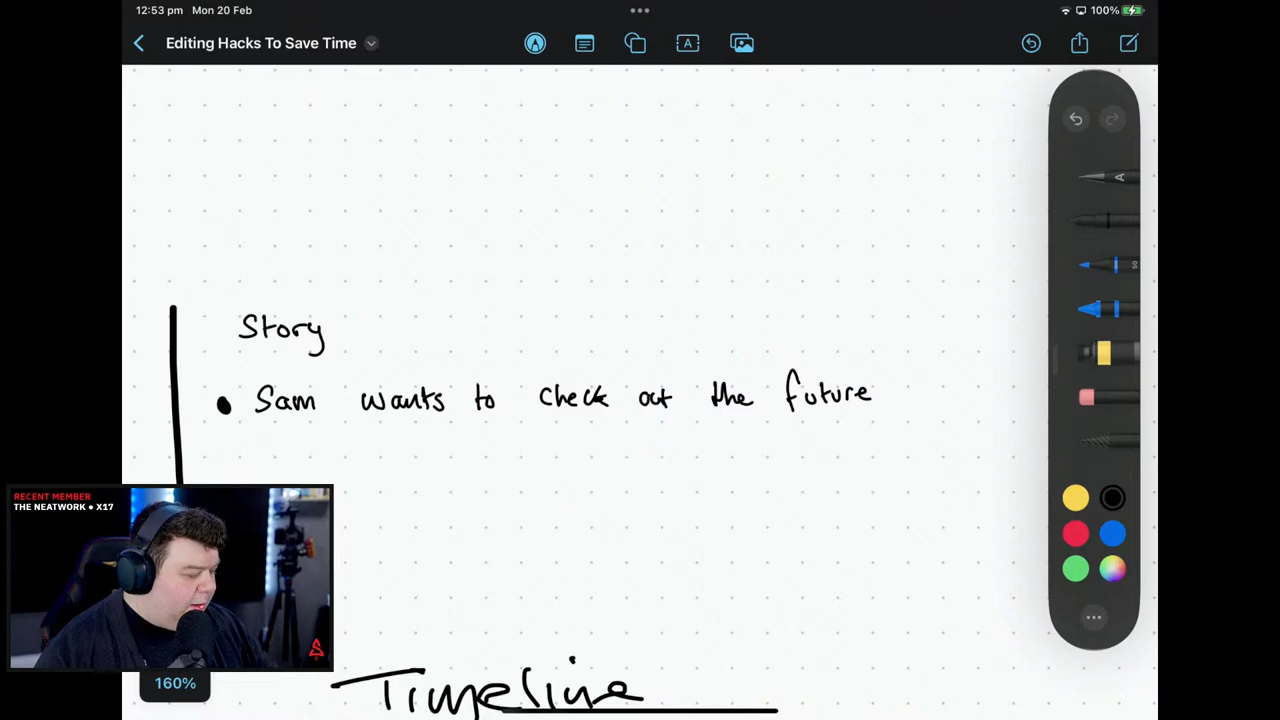 12:53 pm Mon 20 Feb
100%
Editing Hacks To Save Time
A
A
50
Story
• Sam wants to check out the future
RECENT MEMBER
THE NEATWORK ● X17
160%
Timeline